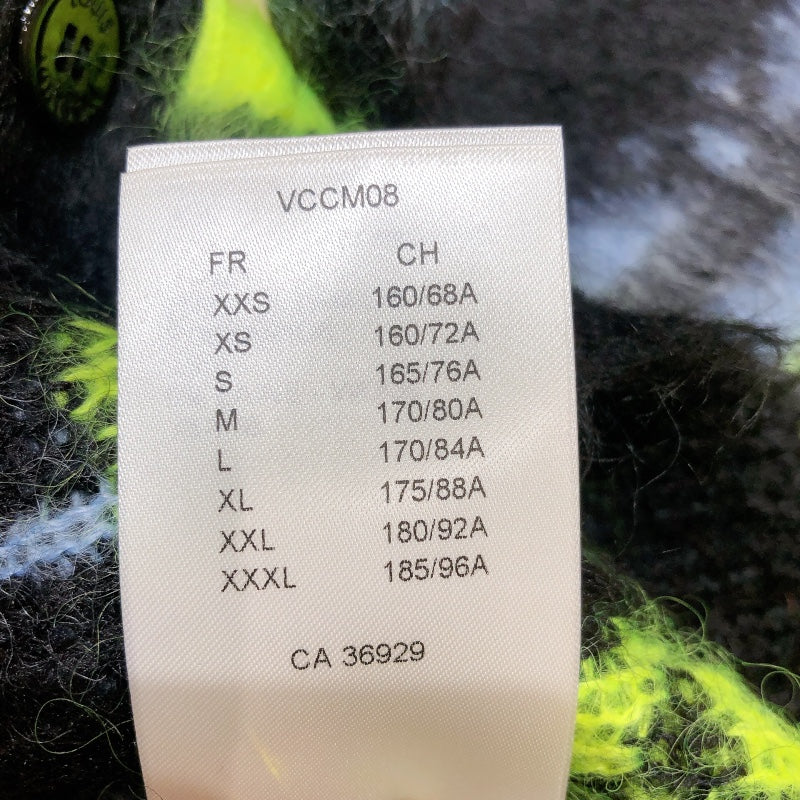 VCCM08
FR CH
XXS 160/68A
XS 160/72A
S 165/76A
M 170/80A
L 170/84A
XL 175/88A
XXL 180/92A
XXXL 185/96A
CA 36929